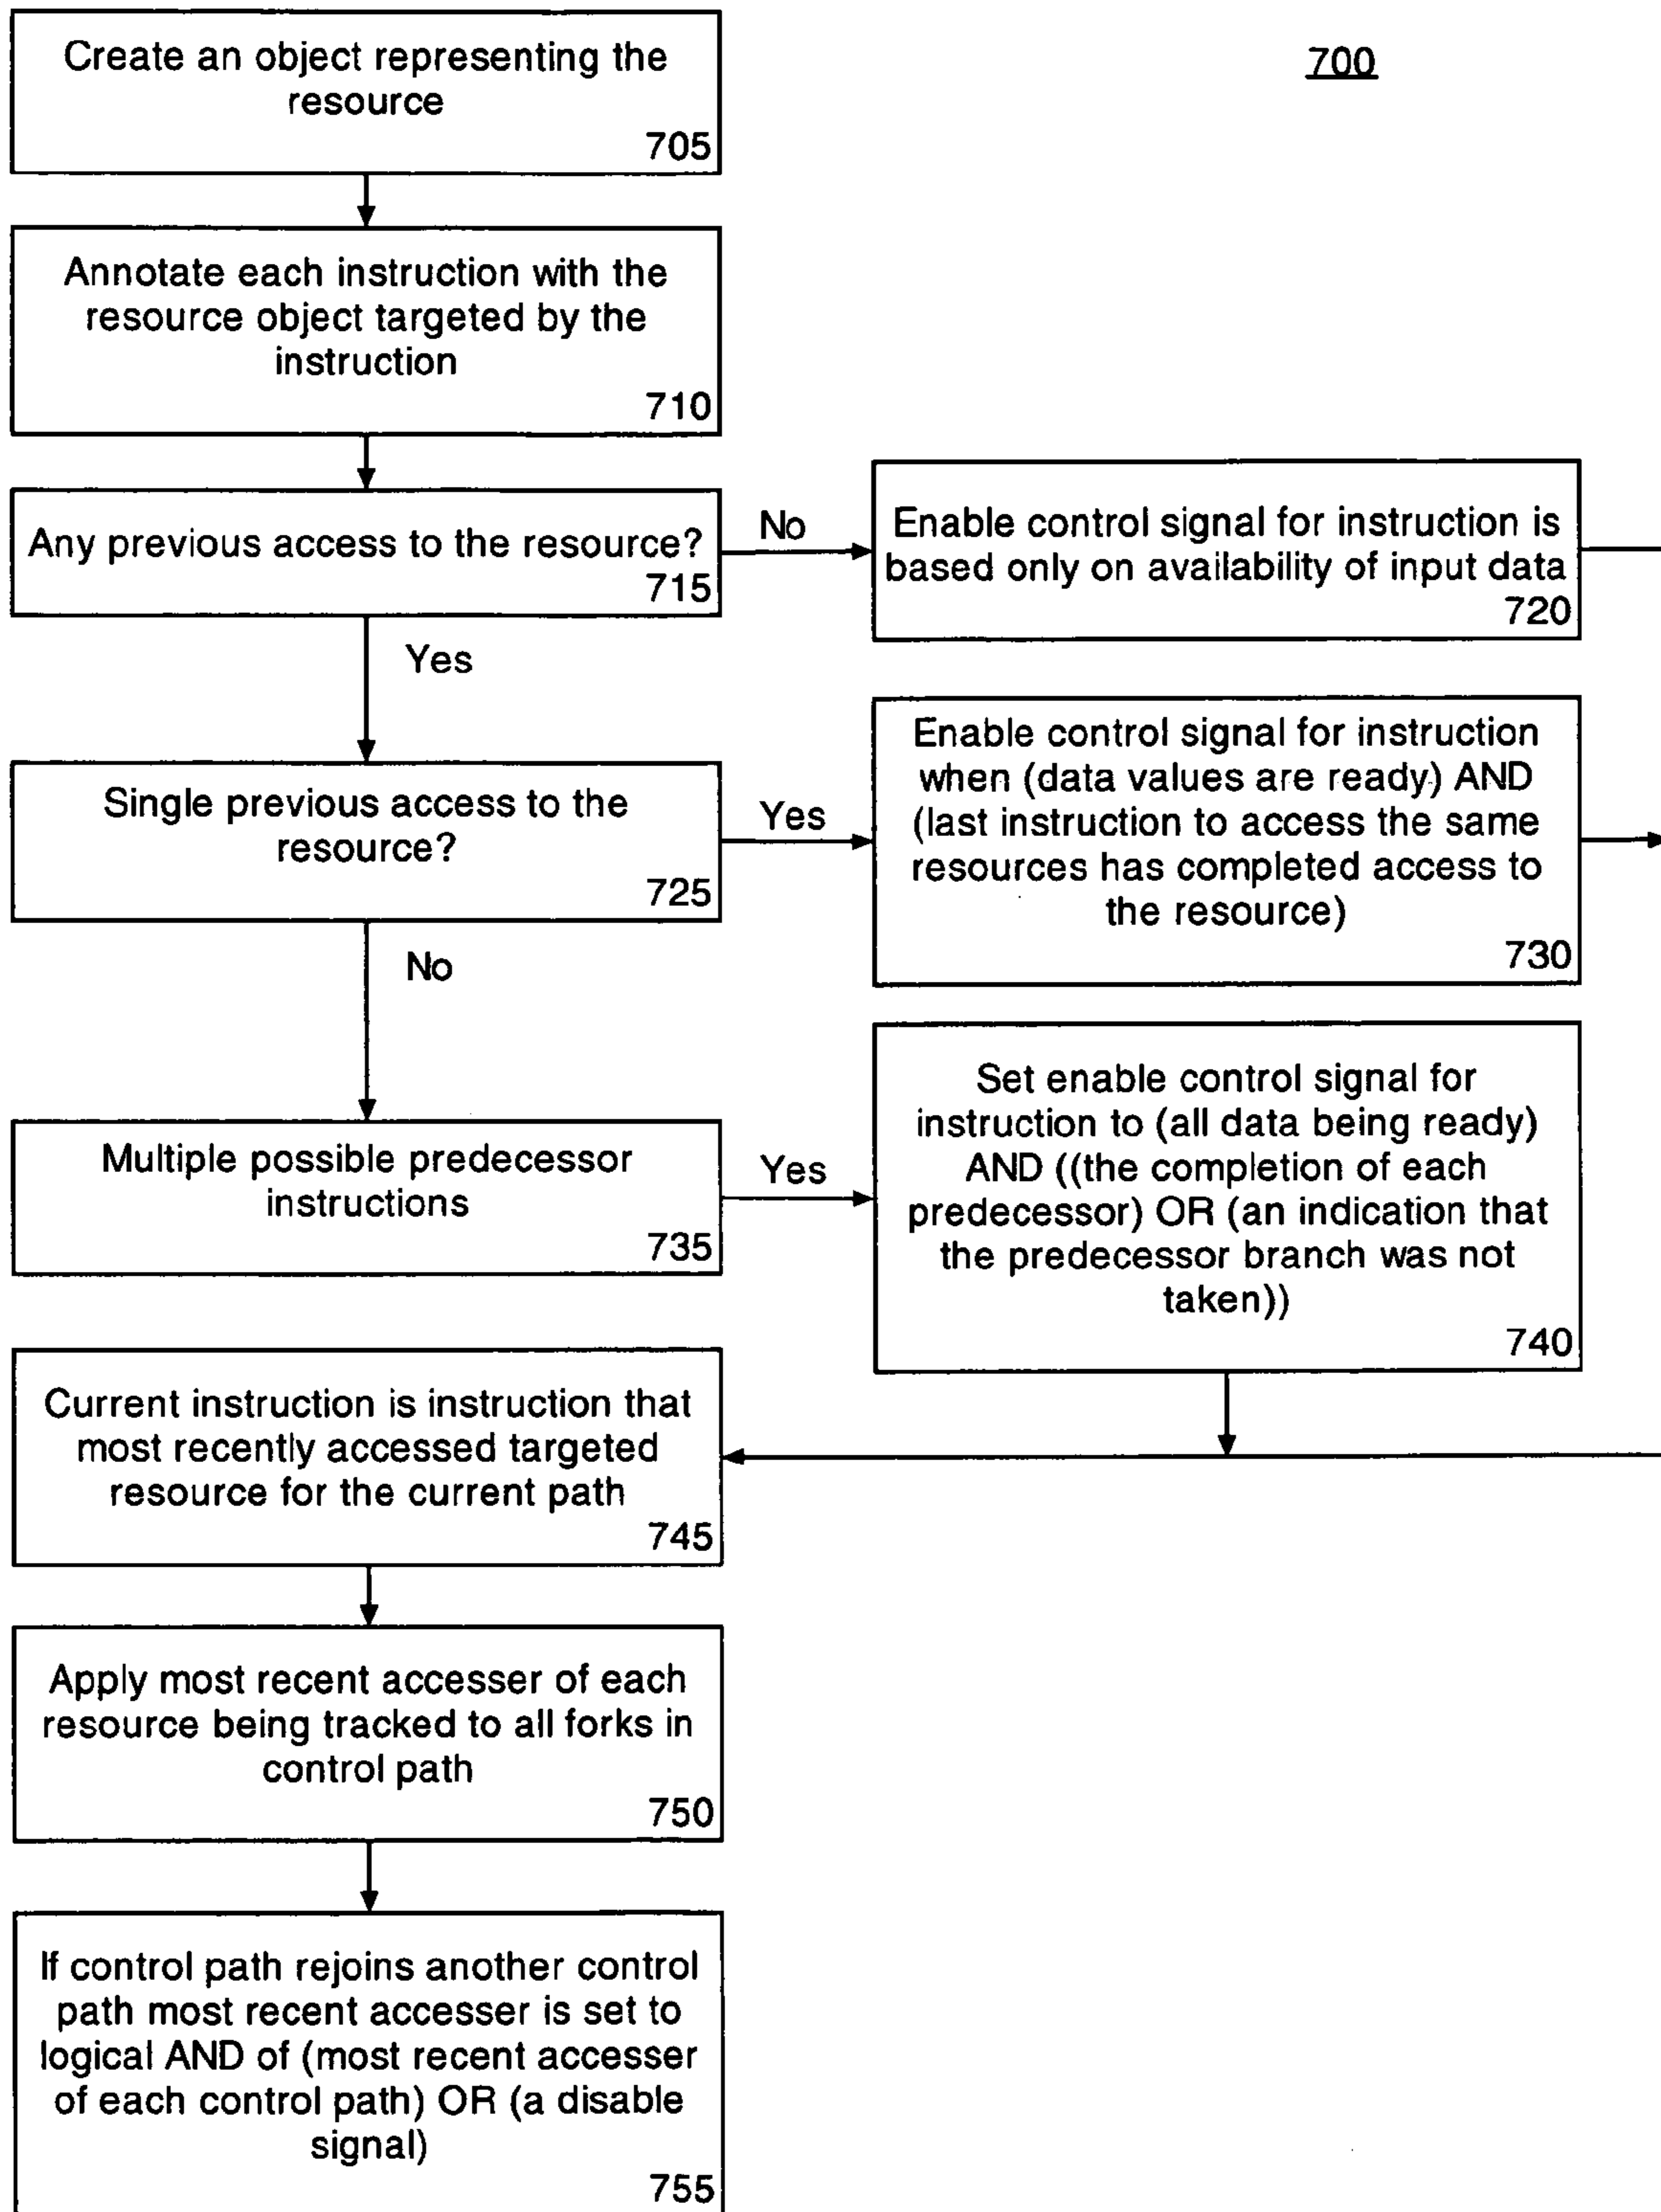 700
Create an object representing the
resource
705
Annotate each instruction with the
resource object targeted by the
instruction
710
Any previous access to the resource?
715
No
Enable control signal for instruction is
based only on availability of input data
720
Yes
Single previous access to the
resource?
725
Yes
Enable control signal for instruction
when (data values are ready) AND
(last instruction to access the same
resources has completed access to
the resource)
730
No
Multiple possible predecessor
instructions
735
Yes
Set enable control signal for
instruction to (all data being ready)
AND ((the completion of each
predecessor) OR (an indication that
the predecessor branch was not
taken))
740
Current instruction is instruction that
most recently accessed targeted
resource for the current path
745
Apply most recent accesser of each
resource being tracked to all forks in
control path
750
If control path rejoins another control
path most recent accesser is set to
logical AND of (most recent accesser
of each control path) OR (a disable
signal)
755